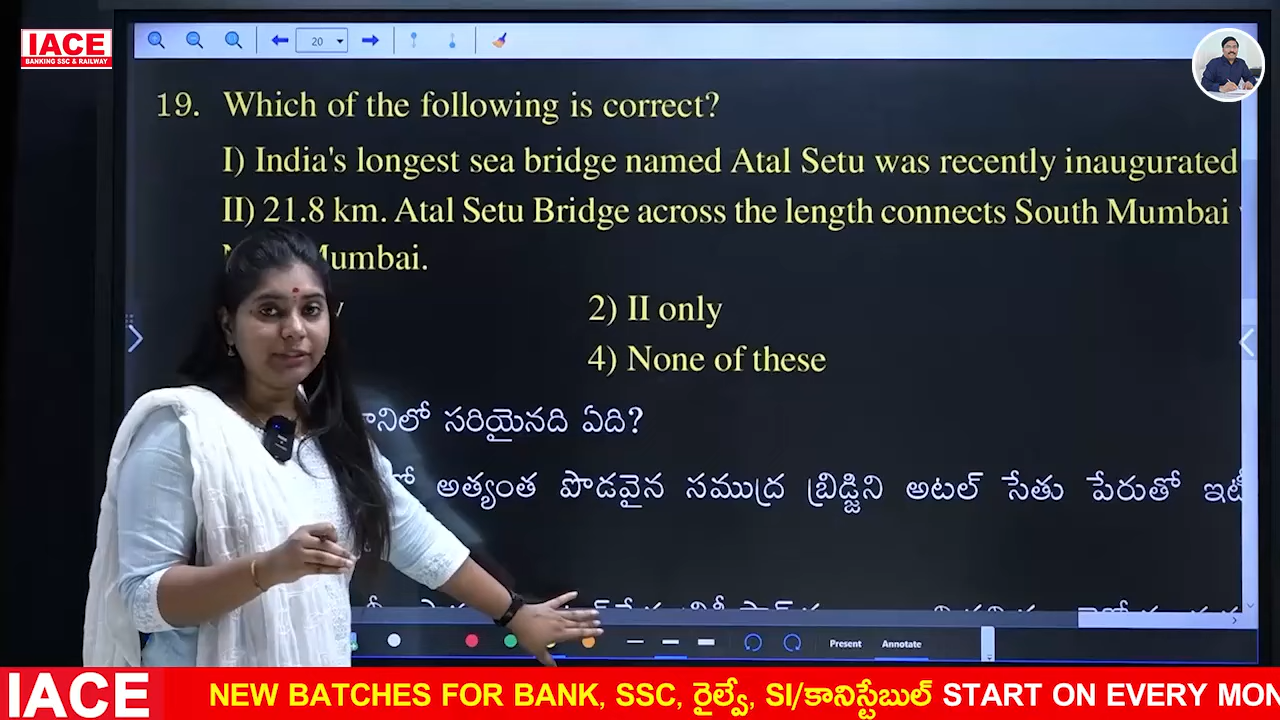 IACE
BANKING SSC & RAILWAY
20
19. Which of the following is correct?
I) India's longest sea bridge named Atal Setu was recently inaugurated
II) 21.8 km. Atal Setu Bridge across the length connects South Mumbai
Mumbai.
2) II only
4) None of these
సరియైనది ఏది?
అత్యంత పొడవైన సముద్ర బ్రిడ్జిని అటల్ సేతు పేరుతో
Present Annotate
IACE NEW BATCHES FOR BANK, SSC, రైల్వే, SI/కానిస్టేబుల్ START ON EVERY MON